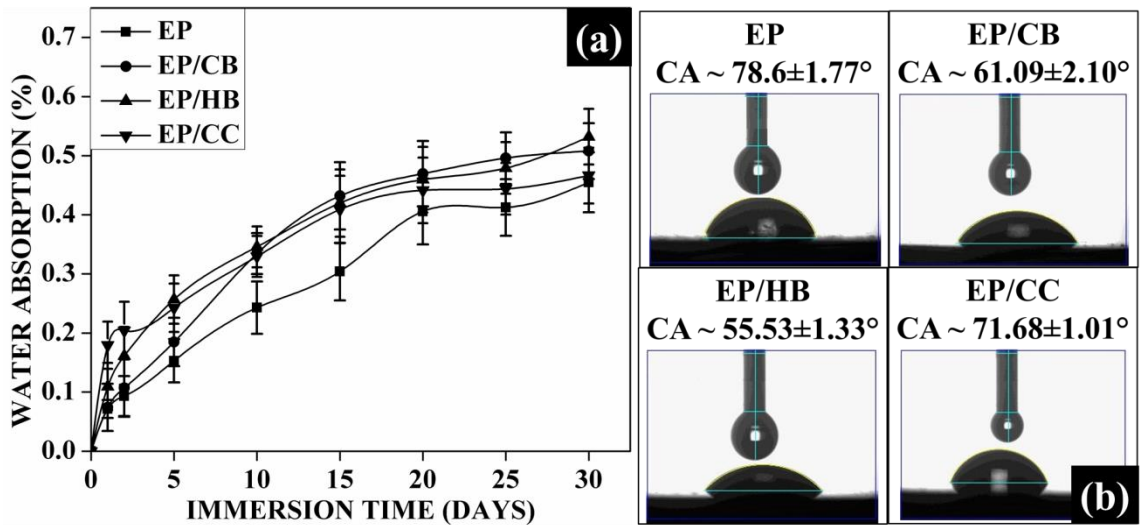 (a)
EP
EP/CB
EP/HB
EP/CC
WATER ABSORPTION (%)
0.7
0.6
0.5
0.4
0.3
0.2
0.1
0.0
0 5 10 15 20 25 30
IMMERSION TIME (DAYS)
EP
CA ~ 78.6±1.77°
EP/CB
CA ~ 61.09±2.10°
EP/HB
CA ~ 55.53±1.33°
EP/CC
CA ~ 71.68±1.01°
(b)